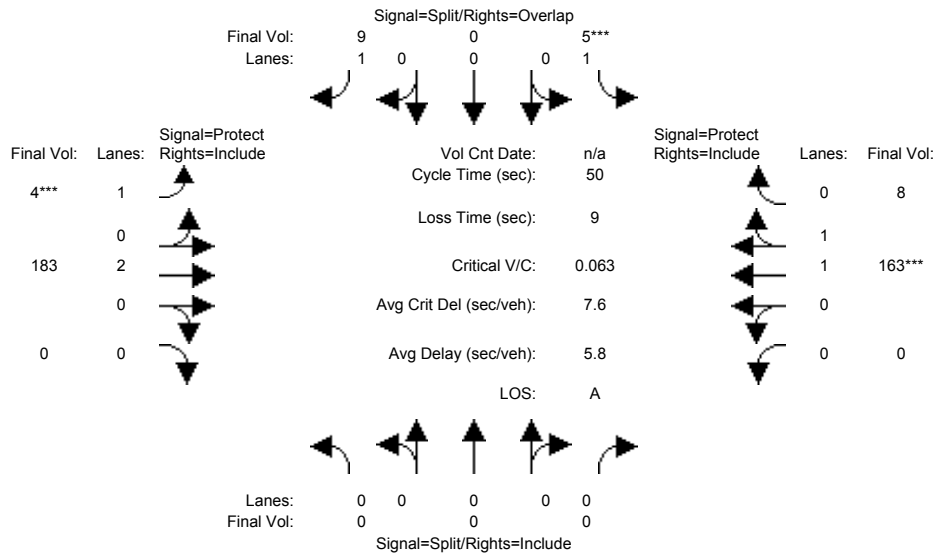 Signal=Split/Rights=Overlap
Final Vol: 9 0 5***
Lanes: 1 0 0 0 1
Signal=Protect
Final Vol: Lanes: Rights=Include
Vol Cnt Date: n/a
Signal=Protect
Rights=Include Lanes: Final Vol:
Cycle Time (sec): 50
4*** 1
0 8
Loss Time (sec): 9
0
1
183 2
Critical V/C: 0.063
1 163***
0
Avg Crit Del (sec/veh): 7.6
0
0 0
Avg Delay (sec/veh): 5.8
0 0
LOS: A
Lanes: 0 0 0 0 0
Final Vol: 0 0 0
Signal=Split/Rights=Include